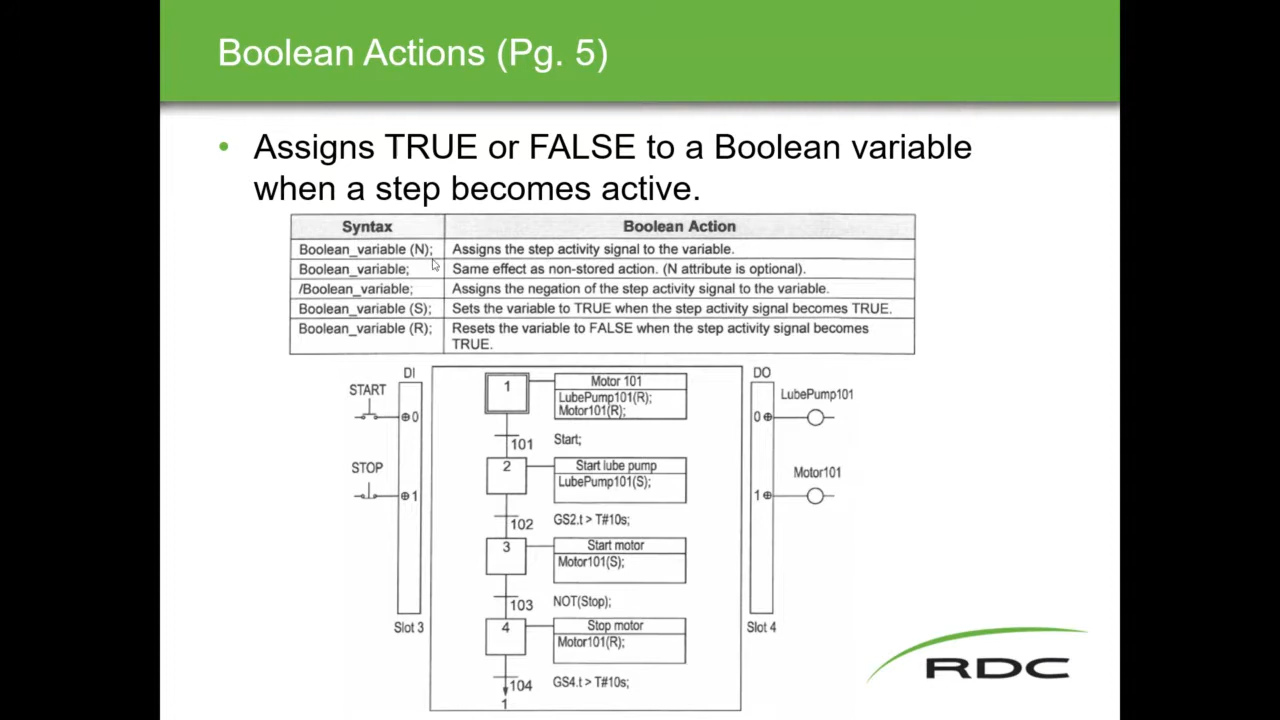 Boolean Actions (Pg. 5)
• Assigns TRUE or FALSE to a Boolean variable
when a step becomes active.
Syntax Boolean Action
Boolean_variable (N); Assigns the step activity signal to the variable.
Boolean_variable; Same effect as non-stored action. (N attribute is optional).
/Boolean_variable; Assigns the negation of the step activity signal to the variable.
Boolean_variable (S); Sets the variable to TRUE when the step activity signal becomes TRUE.
Boolean_variable (R); Resets the variable to FALSE when the step activity signal becomes
TRUE.
DI
START
0
STOP
1
Slot 3
1 Motor 101
LubePump101(R);
Motor101(R);
101 Start;
2 Start lube pump
LubePump101(S);
102 GS2.t > T#10s;
3 Start motor
Motor101(S);
103 NOT(Stop);
4 Stop motor
Motor101(R);
104 GS4.t > T#10s;
1
DO
LubePump101
0
Motor101
1
Slot 4
RDC